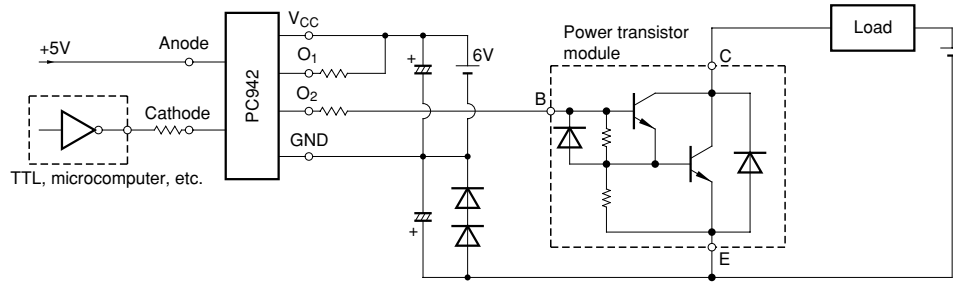 +5V
Anode
TTL, microcomputer, etc.
Cathode
PC942
VCC
O1
O2
GND
+
6V
+
Power transistor
module
B
C
E
Load